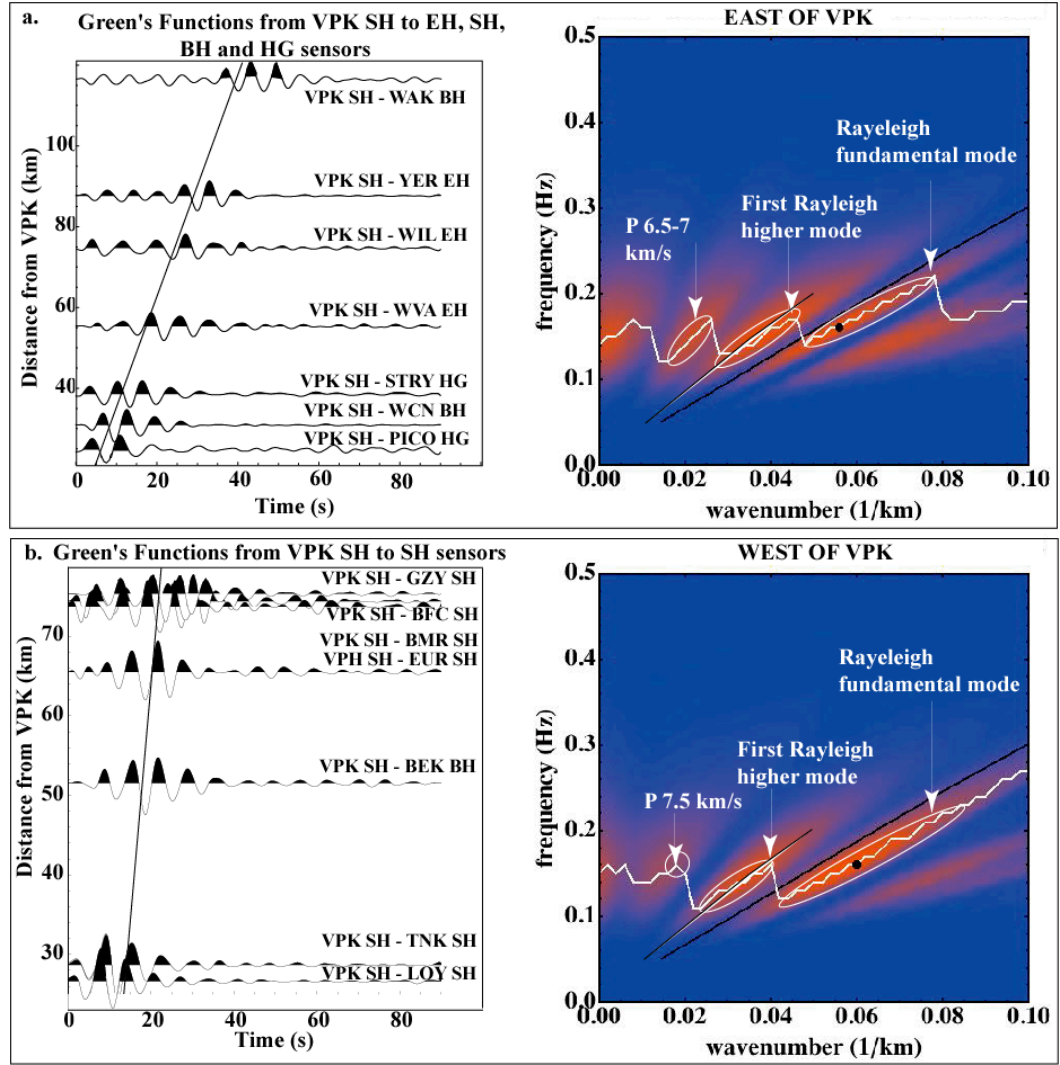 a.
Green's Functions from VPK SH to EH, SH,
BH and HG sensors
Distance from VPK (km)
100
80
60
40
VPK SH - WAK BH
VPK SH - YER EH
VPK SH - WIL EH
VPK SH - WVA EH
VPK SH - STRY HG
VPK SH - WCN BH
VPK SH - PICO HG
0 20 40 60 80
Time (s)
EAST OF VPK
frequency (Hz)
0.5
0.4
0.3
0.2
0.1
0.0
Rayeleigh
fundamental mode
First Rayleigh
higher mode
P 6.5-7
km/s
0.00 0.02 0.04 0.06 0.08 0.10
wavenumber (1/km)
b. Green's Functions from VPK SH to SH sensors
Distance from VPK (km)
70
50
30
VPK SH - GZY SH
VPK SH - BFC SH
VPK SH - BMR SH
VPH SH - EUR SH
VPK SH - BEK BH
VPK SH - TNK SH
VPK SH - LOY SH
0 20 40 60 80
Time (s)
WEST OF VPK
frequency (Hz)
0.5
0.4
0.3
0.2
0.1
0.0
Rayeleigh
fundamental mode
First Rayleigh
higher mode
P 7.5 km/s
0.00 0.02 0.04 0.06 0.08 0.10
wavenumber (1/km)